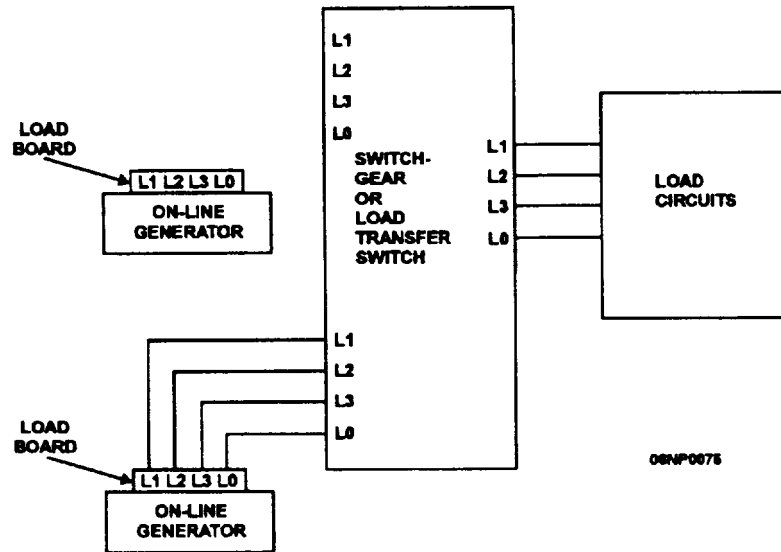 L1
L2
L3
L0
LOAD
BOARD
L1 L2 L3 L0
ON-LINE
GENERATOR
SWITCH-
GEAR
OR
LOAD
TRANSFER
SWITCH
L1
L2
L3
L0
LOAD
CIRCUITS
L1
L2
L3
L0
LOAD
BOARD
L1 L2 L3 L0
ON-LINE
GENERATOR
08NP0075